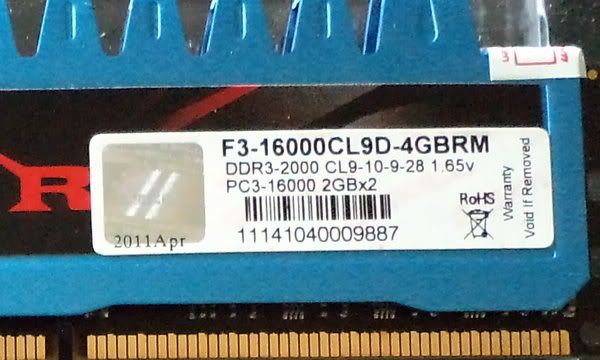 F3-16000CL9D-4GBRM
DDR3-2000 CL9-10-9-28 1.65v
PC3-16000 2GBx2
11141040009887
2011Apr
RoHS
Warranty
Void If Removed
R